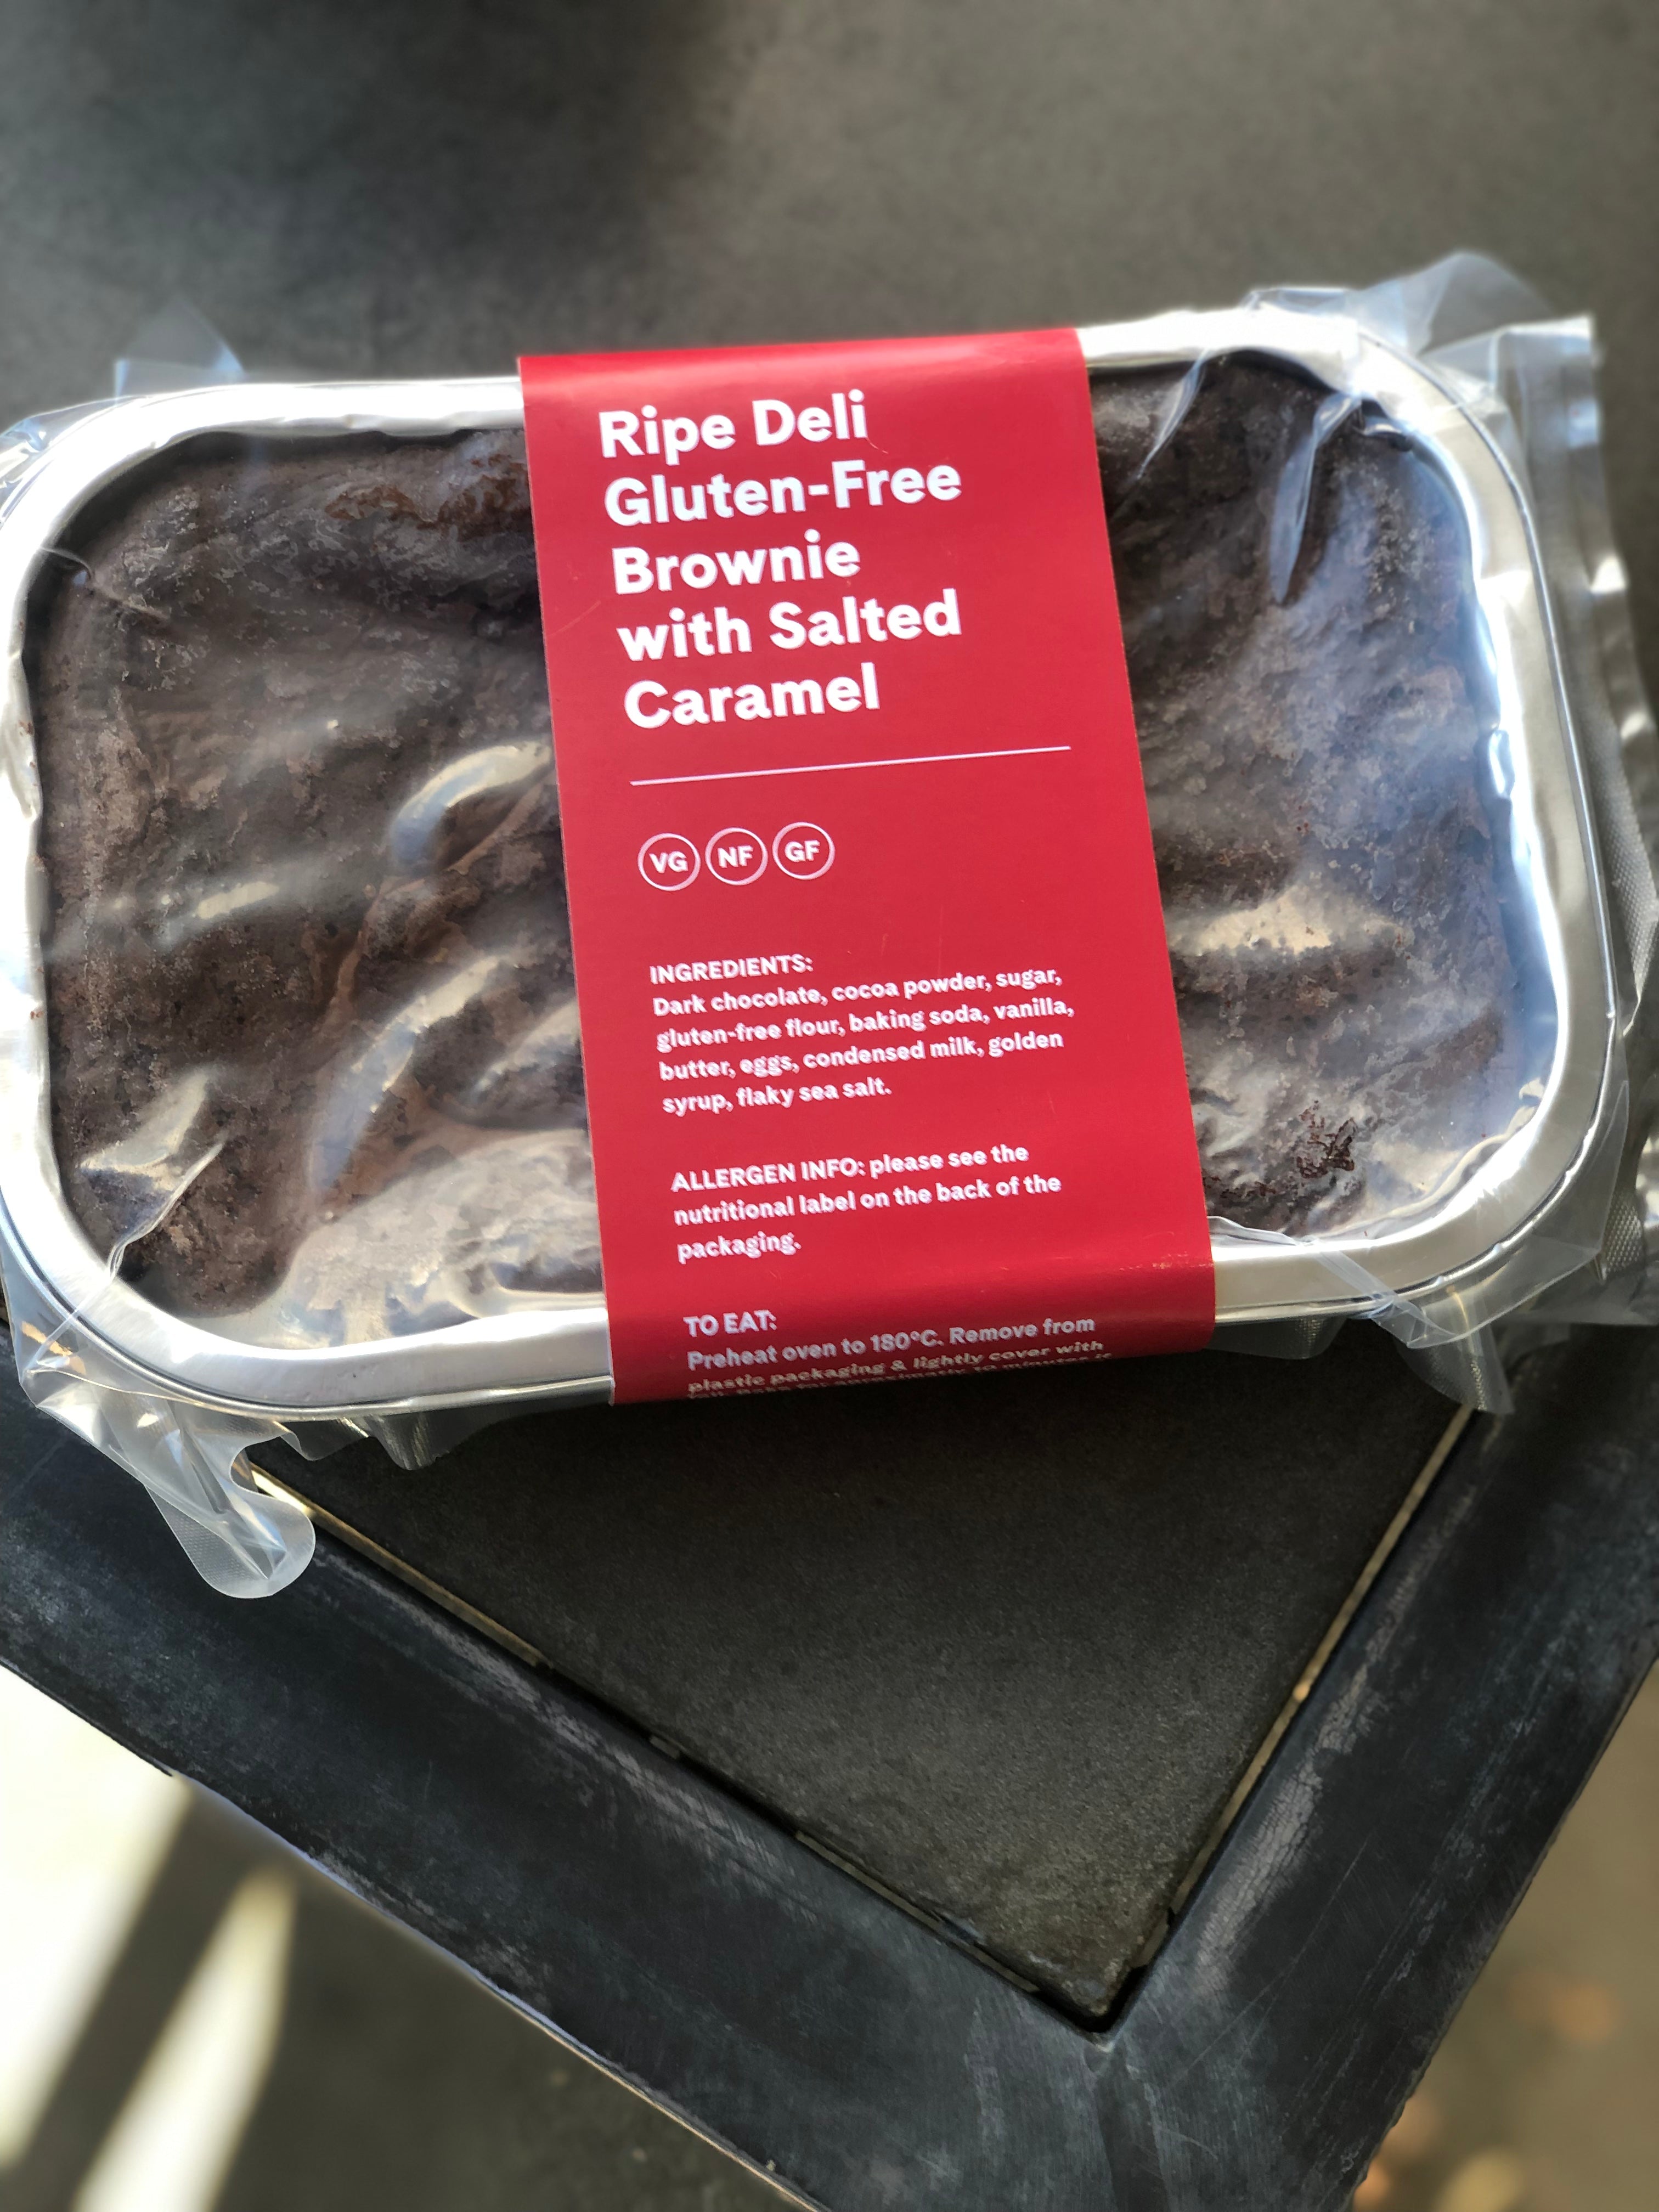 Ripe Deli
Gluten-Free
Brownie
with Salted
Caramel
VG NF GF
INGREDIENTS:
Dark chocolate, cocoa powder, sugar,
gluten-free flour, baking soda, vanilla,
butter, eggs, condensed milk, golden
syrup, flaky sea salt.
ALLERGEN INFO: please see the
nutritional label on the back of the
packaging.
TO EAT:
Preheat oven to 180°C. Remove from
plastic packaging & lightly cover with